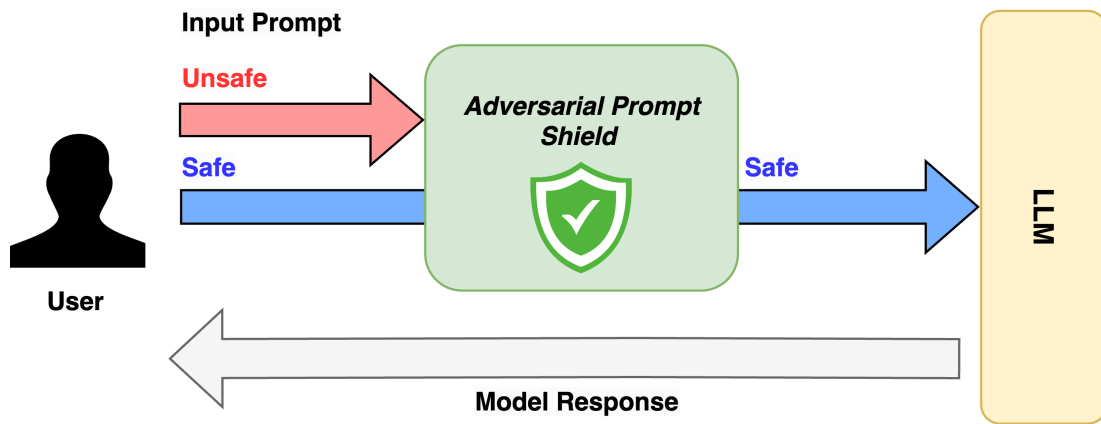 Input Prompt
Unsafe
Adversarial Prompt
Shield
Safe
Safe
LLM
User
Model Response